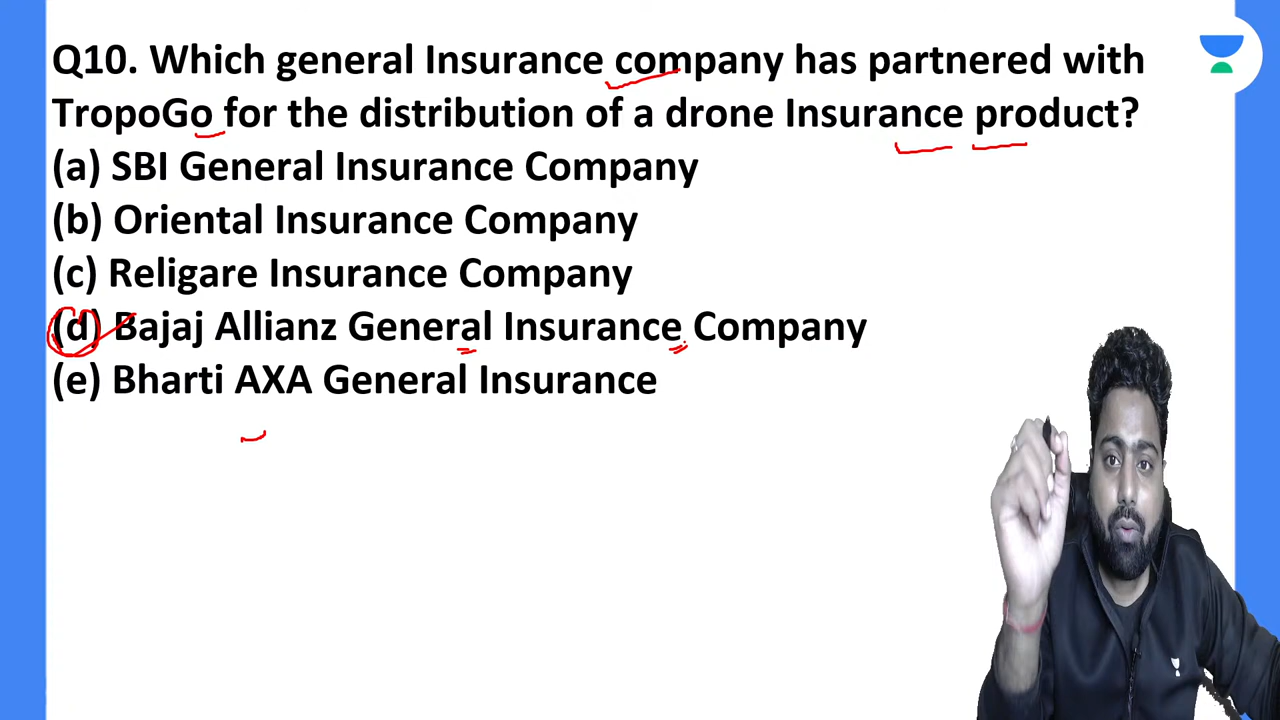 Q10. Which general Insurance company has partnered with
TropoGo for the distribution of a drone Insurance product?
(a) SBI General Insurance Company
(b) Oriental Insurance Company
(c) Religare Insurance Company
(d) Bajaj Allianz General Insurance Company
(e) Bharti AXA General Insurance